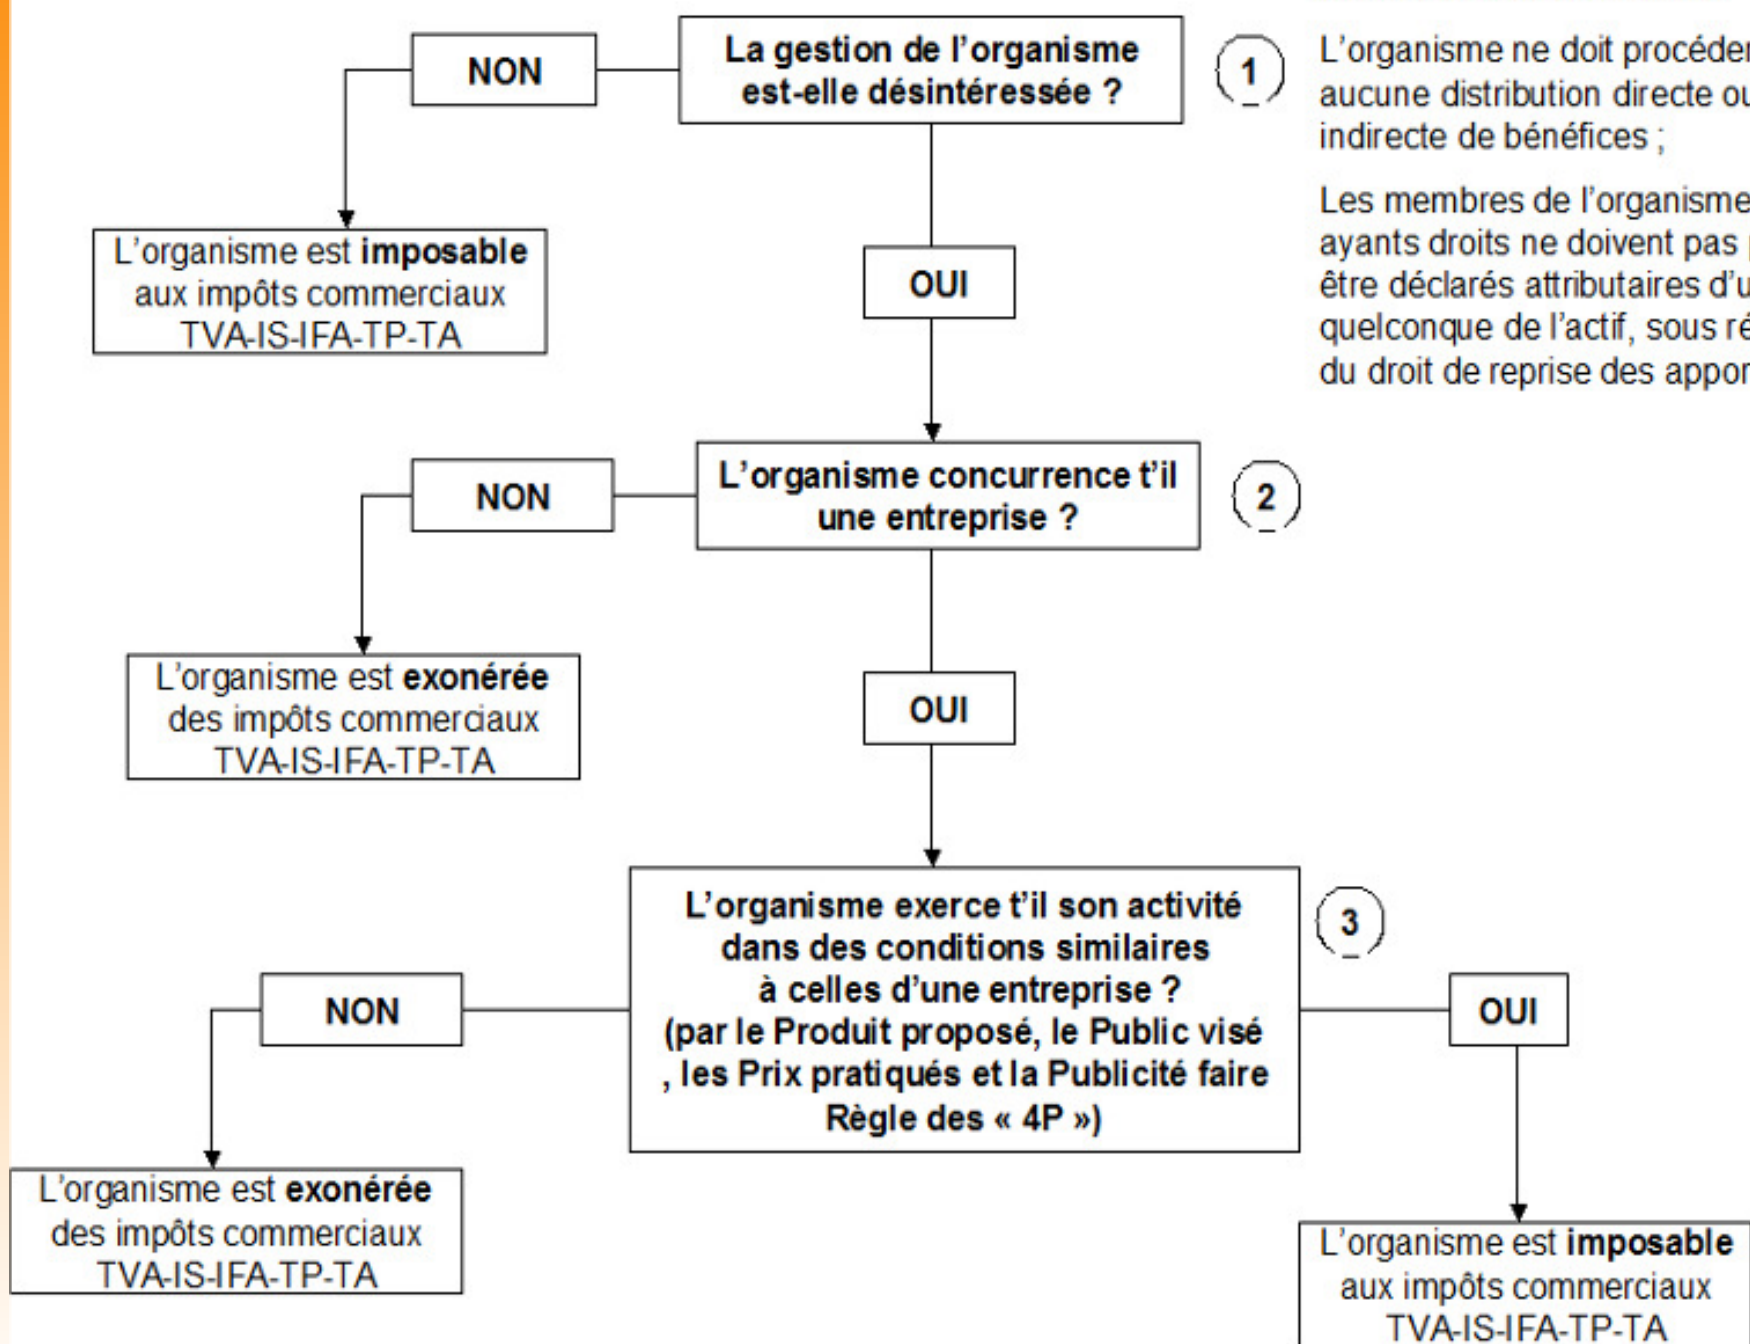 NON
La gestion de l'organisme
est-elle désintéressée ?
1
L'organisme ne doit procéder
aucune distribution directe ou
indirecte de bénéfices ;
Les membres de l'organisme
ayants droits ne doivent pas
être déclarés attributaires
quelconque de l'actif, sous
du droit de reprise des
L'organisme est imposable
aux impôts commerciaux
TVA-IS-IFA-TP-TA
OUI
NON
L'organisme concurrence t'il
une entreprise ?
2
L'organisme est exonérée
des impôts commerciaux
TVA-IS-IFA-TP-TA
OUI
L'organisme exerce t'il son activité
dans des conditions similaires
à celles d'une entreprise ?
(par le Produit proposé, le Public visé
, les Prix pratiqués et la Publicité faire
Règle des « 4P »)
3
NON
OUI
L'organisme est exonérée
des impôts commerciaux
TVA-IS-IFA-TP-TA
L'organisme est imposable
aux impôts commerciaux
TVA-IS-IFA-TP-TA